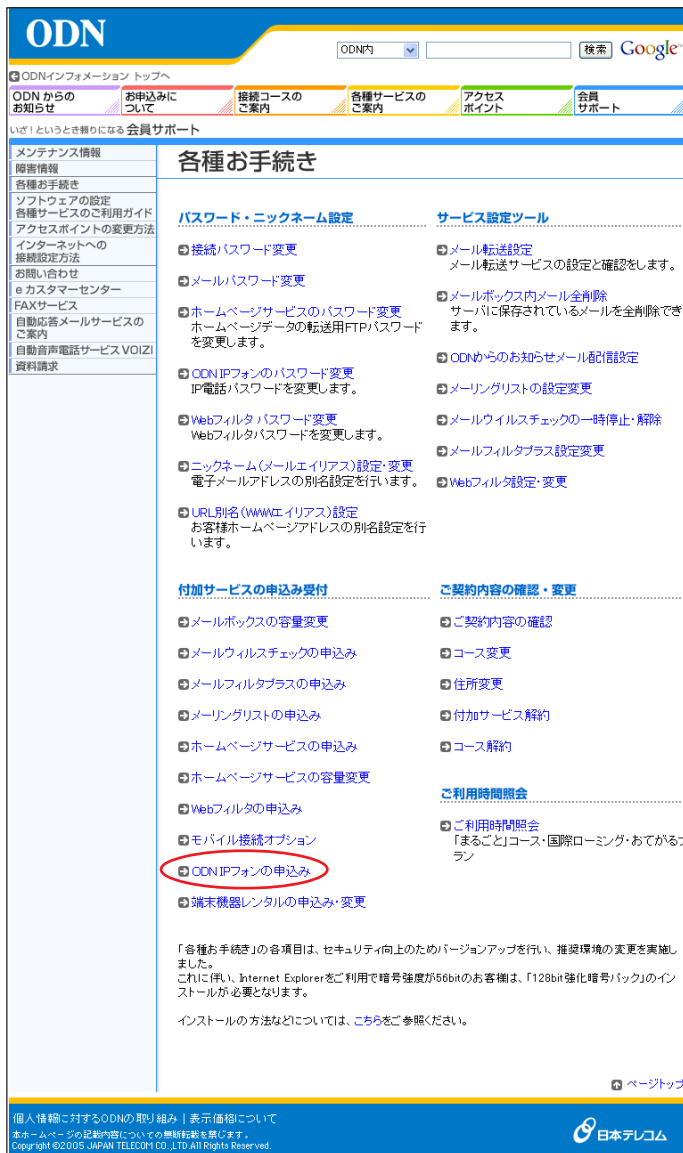 ODN
ODN内
検索 Google
ODNインフォメーション トップへ
ODN からの
お知らせ
お申込みに
ついて
接続コースの
ご案内
各種サービスの
ご案内
アクセス
ポイント
会員
サポート
いざ!というとき頼りになる 会員サポート
メンテナンス情報
障害情報
各種お手続き
ソフトウェアの設定
各種サービスのご利用ガイド
アクセスポイントの変更方法
インターネットへの
接続設定方法
お問い合わせ
e カスタマーセンター
FAXサービス
自動応答メールサービスの
ご案内
自動音声電話サービス VOIZI
資料請求
各種お手続き
パスワード・ニックネーム設定
接続パスワード変更
メールパスワード変更
ホームページサービスのパスワード変更
ホームページデータの転送用FTPパスワード
を変更します。
ODN IPフォンのパスワード変更
IP電話パスワードを変更します。
Webフィルタ パスワード変更
Webフィルタパスワードを変更します。
ニックネーム(メールエイリアス)設定・変更
電子メールアドレスの別名設定を行います。
URL別名(WWWエイリアス)設定
お客様ホームページアドレスの別名設定を行
います。
サービス設定ツール
メール転送設定
メール転送サービスの設定と確認をします。
メールボックス内メール全削除
サーバに保存されているメールを全削除でき
ます。
ODNからのお知らせメール配信設定
メーリングリストの設定変更
メールウイルスチェックの一時停止・解除
メールフィルタプラス設定変更
Webフィルタ設定・変更
付加サービスの申込み受付
メールボックスの容量変更
メールウィルスチェックの申込み
メールフィルタプラスの申込み
メーリングリストの申込み
ホームページサービスの申込み
ホームページサービスの容量変更
Webフィルタの申込み
モバイル接続オプション
ODN IPフォンの申込み
端末機器レンタルの申込み・変更
ご契約内容の確認・変更
ご契約内容の確認
コース変更
住所変更
付加サービス解約
コース解約
ご利用時間照会
ご利用時間照会
「まるごと」コース・国際ローミング・おてがるプ
ラン
「各種お手続き」の各項目は、セキュリティ向上のためバージョンアップを行い、推奨環境の変更を実施し
ました。
これに伴い、Internet Explorerをご利用で暗号強度が56bitのお客様は、「128bit強化暗号パック」のイン
ストールが必要となります。
インストールの方法などについては、こちらをご参照ください。
ページトップ
個人情報に対するODNの取り組み | 表示価格について
本ホームページの記載内容についての無断転載を禁じます。
Copyright ©2005 JAPAN TELECOM CO.,LTD.All Rights Reserved.
日本テレコム